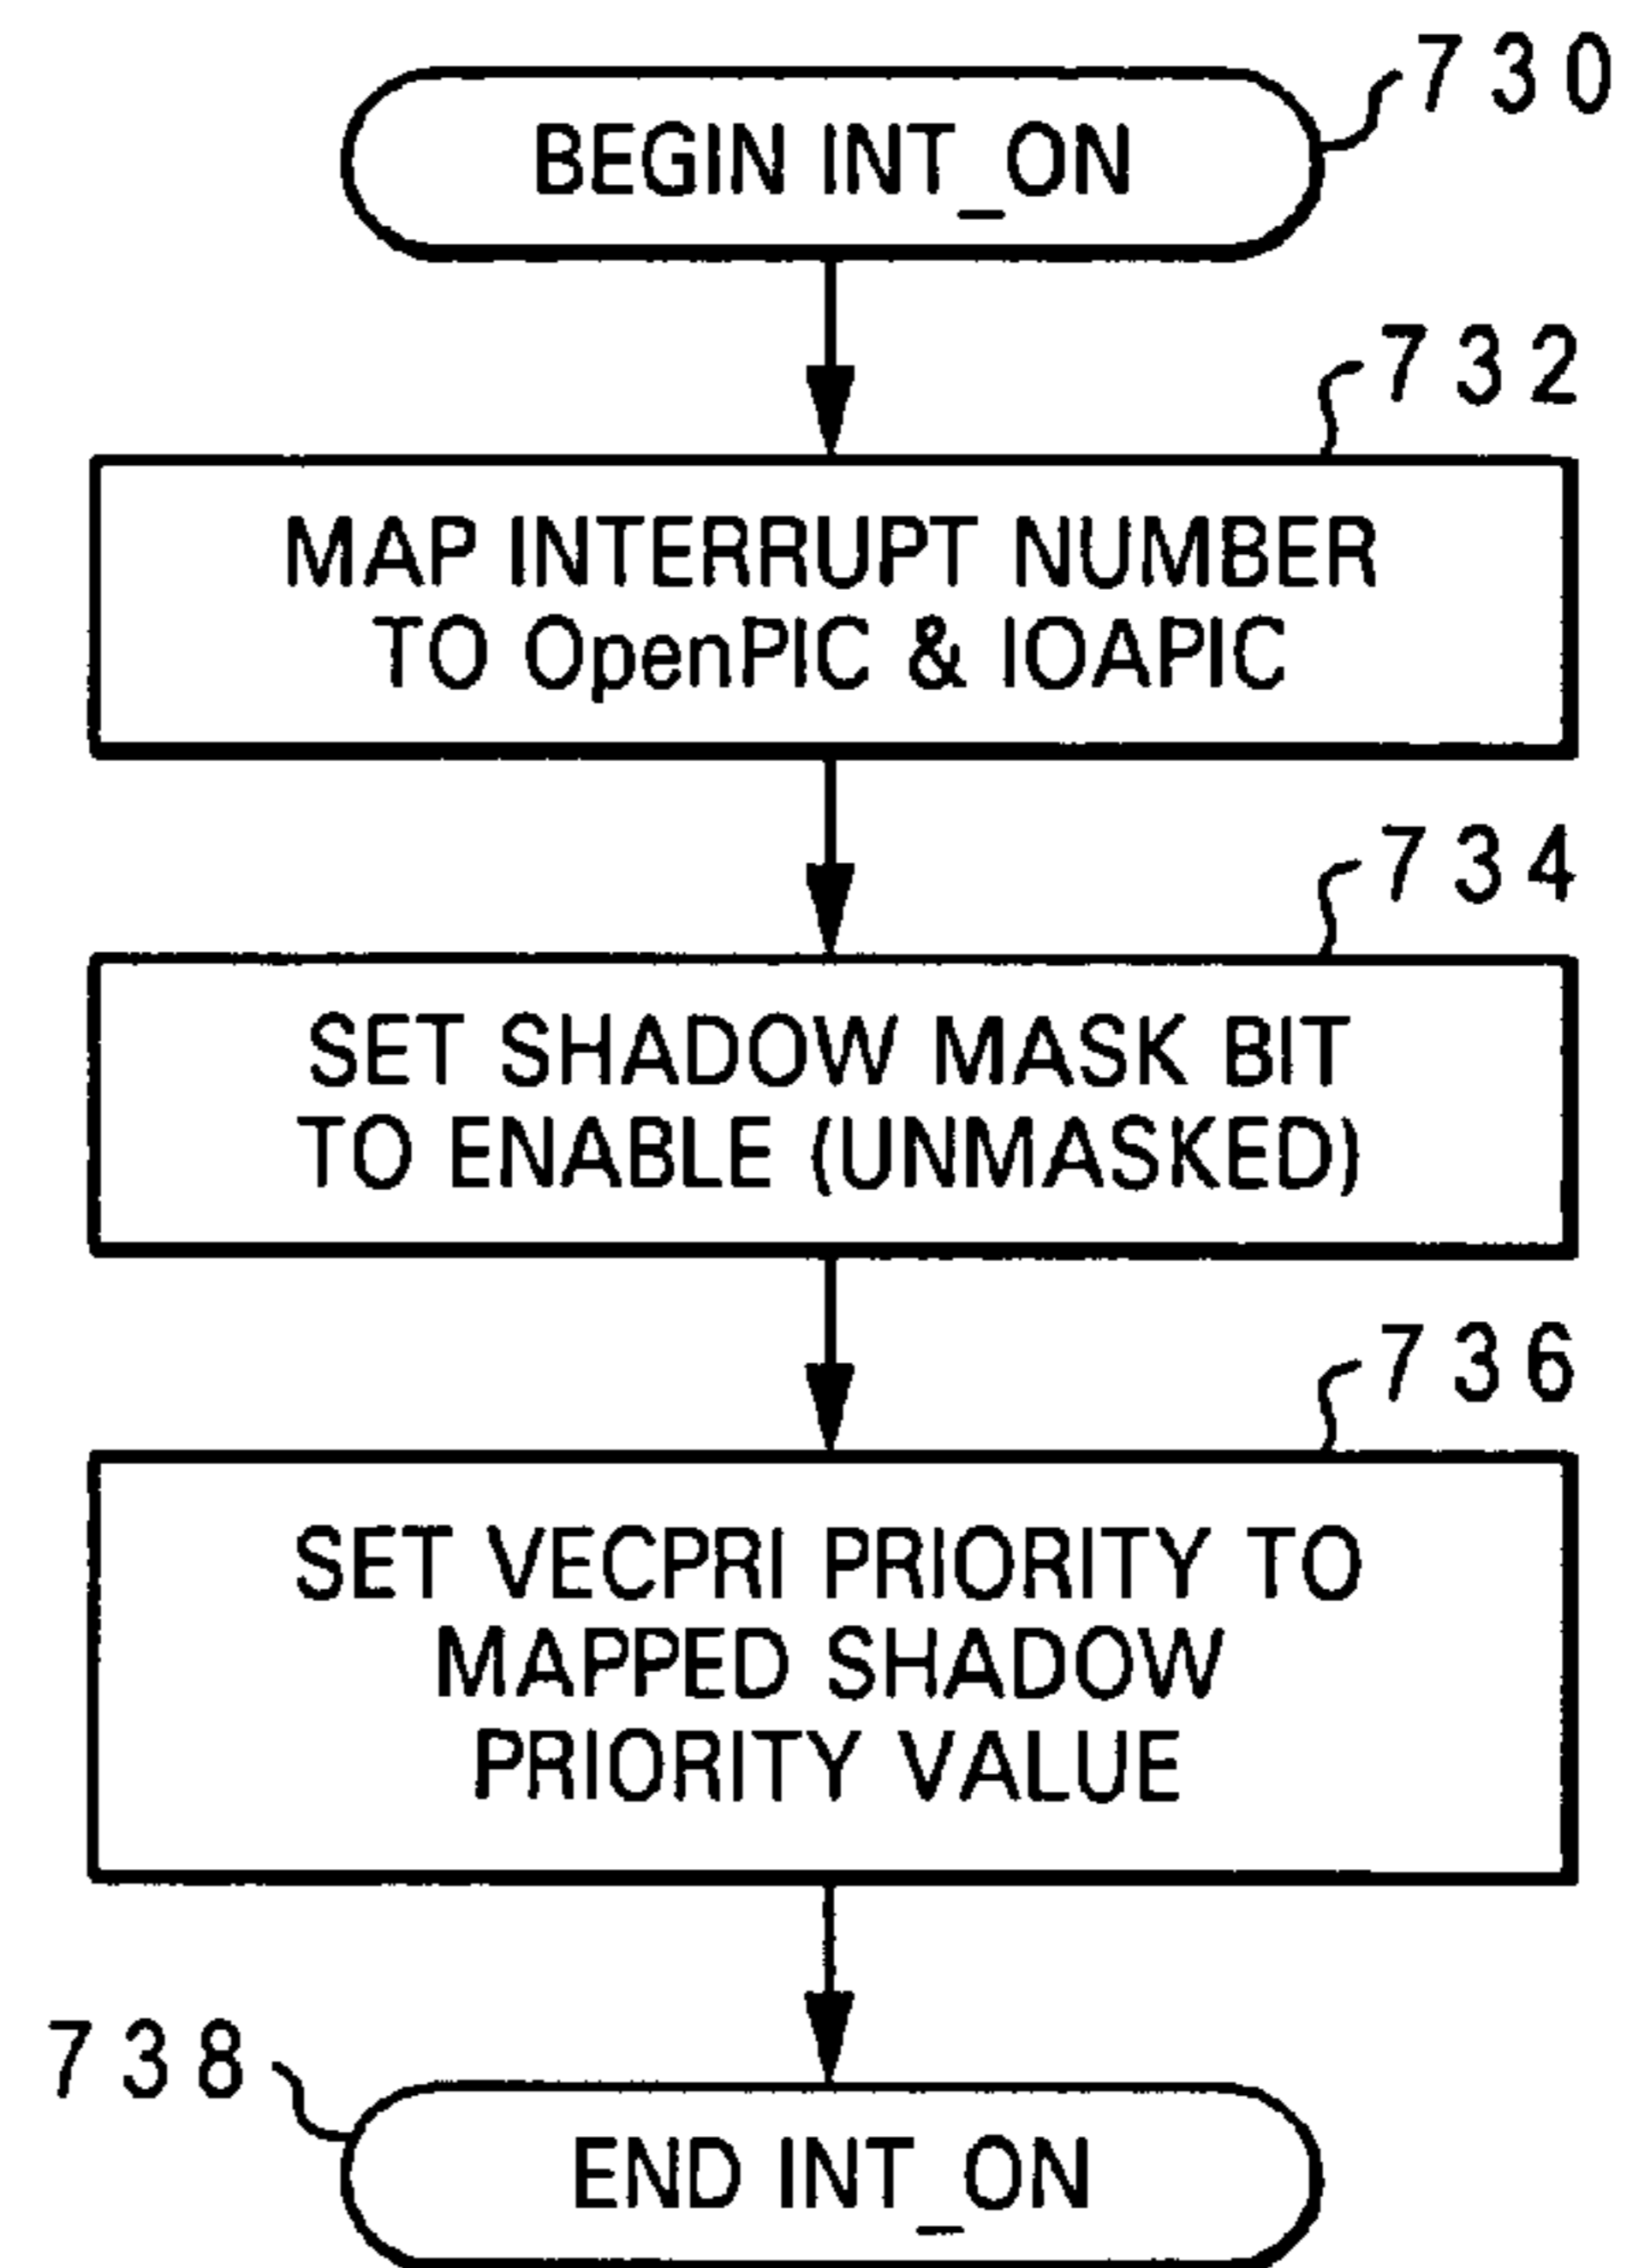 730
BEGIN INT_ON
732
MAP INTERRUPT NUMBER
TO OpenPIC & IOAPIC
734
SET SHADOW MASK BIT
TO ENABLE (UNMASKED)
736
SET VECPRI PRIORITY TO
MAPPED SHADOW
PRIORITY VALUE
738
END INT_ON